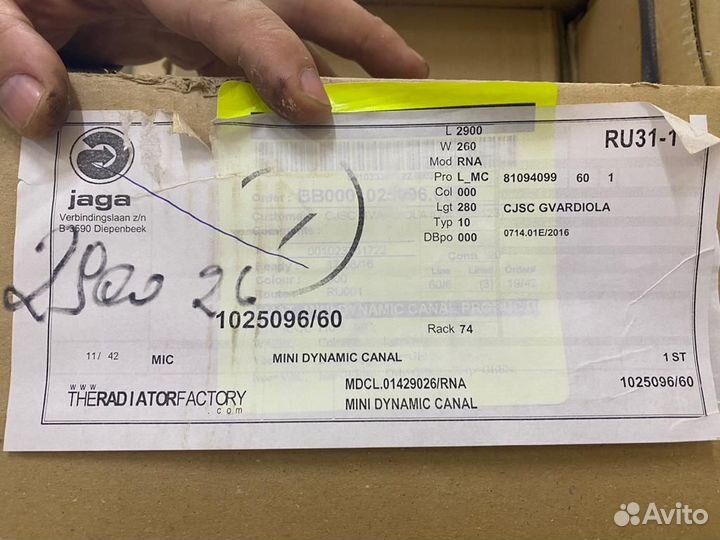 RU31-1
L 2900
W 260
Mod RNA
Pro L_MC 81094099 60 1
Col 000
Lgt 280 CJSC GVARDIOLA
Typ 10 0714.01E/2016
DBpo 000
jaga
Verbindingslaan z/n
B-3590 Diepenbeek
26
1025096/60
Rack 74
11/ 42 MIC MINI DYNAMIC CANAL 1 ST
www
THERADIATORFACTORY
.com
MDCL.01429026/RNA 1025096/60
MINI DYNAMIC CANAL
Avito